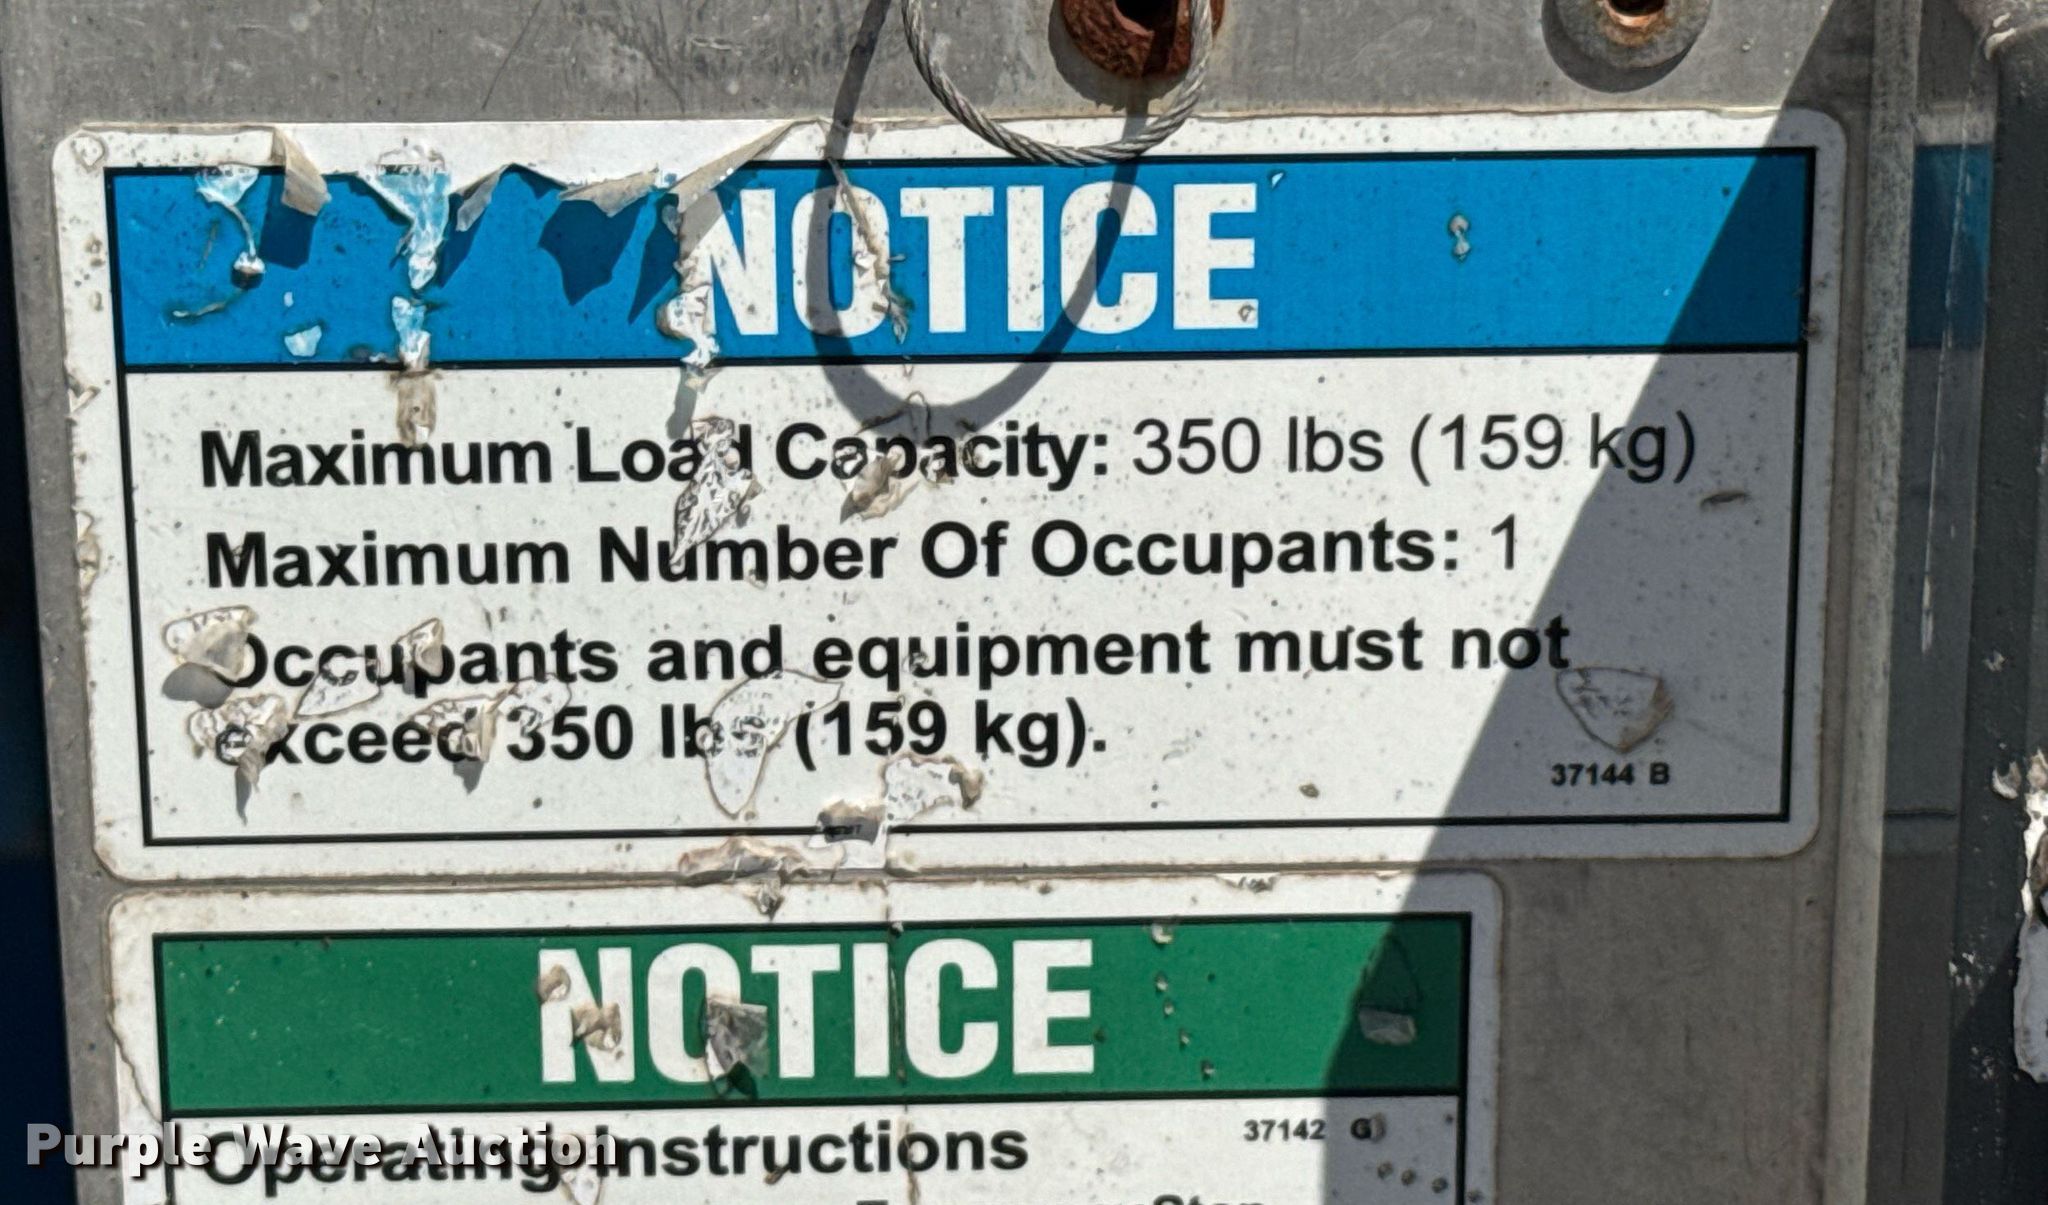 NOTICE
Maximum Load Capacity: 350 lbs (159 kg)
Maximum Number Of Occupants: 1
Occupants and equipment must not
exceed 350 lbs (159 kg).
37144 B
NOTICE
Operating Instructions
37142 G
Purple Wave Auction
Stop